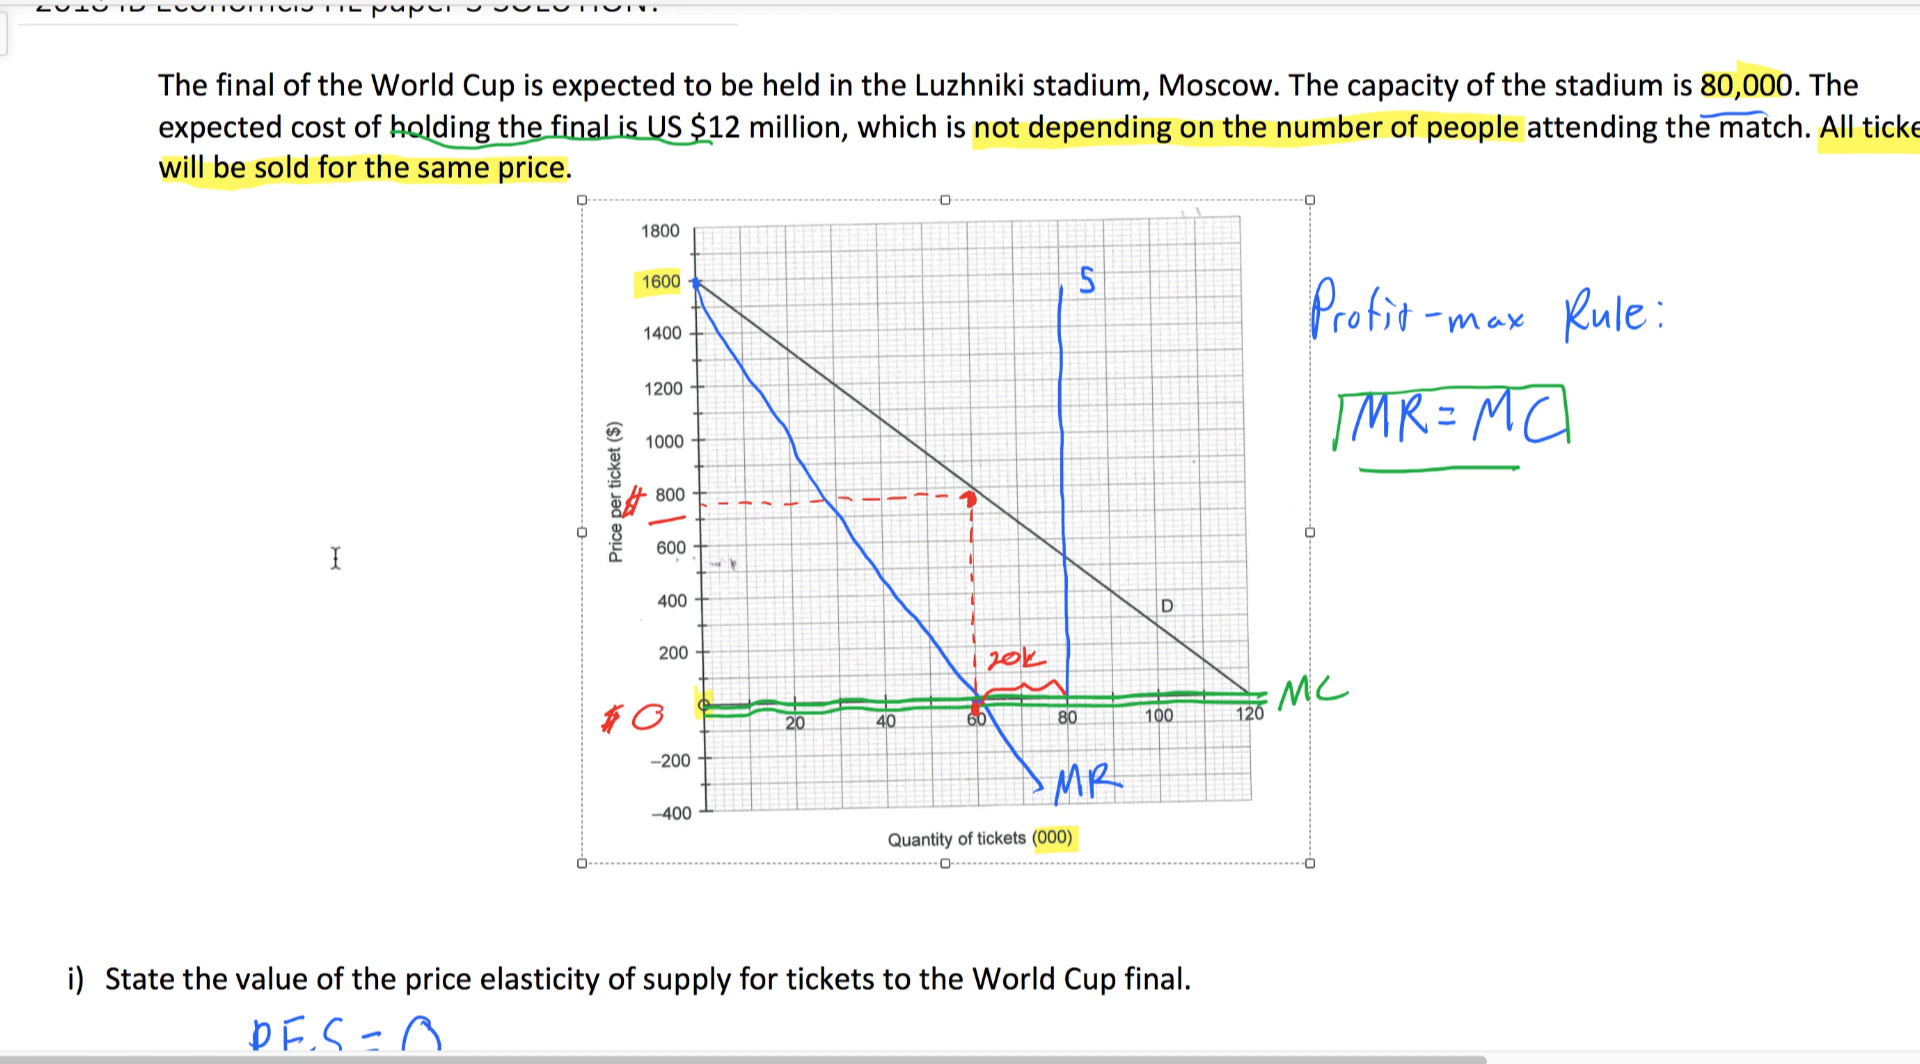 The final of the World Cup is expected to be held in the Luzhniki stadium, Moscow. The capacity of the stadium is 80,000. The
expected cost of holding the final is US $12 million, which is not depending on the number of people attending the match. All ticke
will be sold for the same price.
1800
1600
1400
1200
1000
800
600
400
200
-200
-400
Price per ticket ($)
S
D
20k
$
$0
MC
20 40 60 80 100 120
MR
Quantity of tickets (000)
Profit-max Rule:
MR = MC
i) State the value of the price elasticity of supply for tickets to the World Cup final.
PES = 0